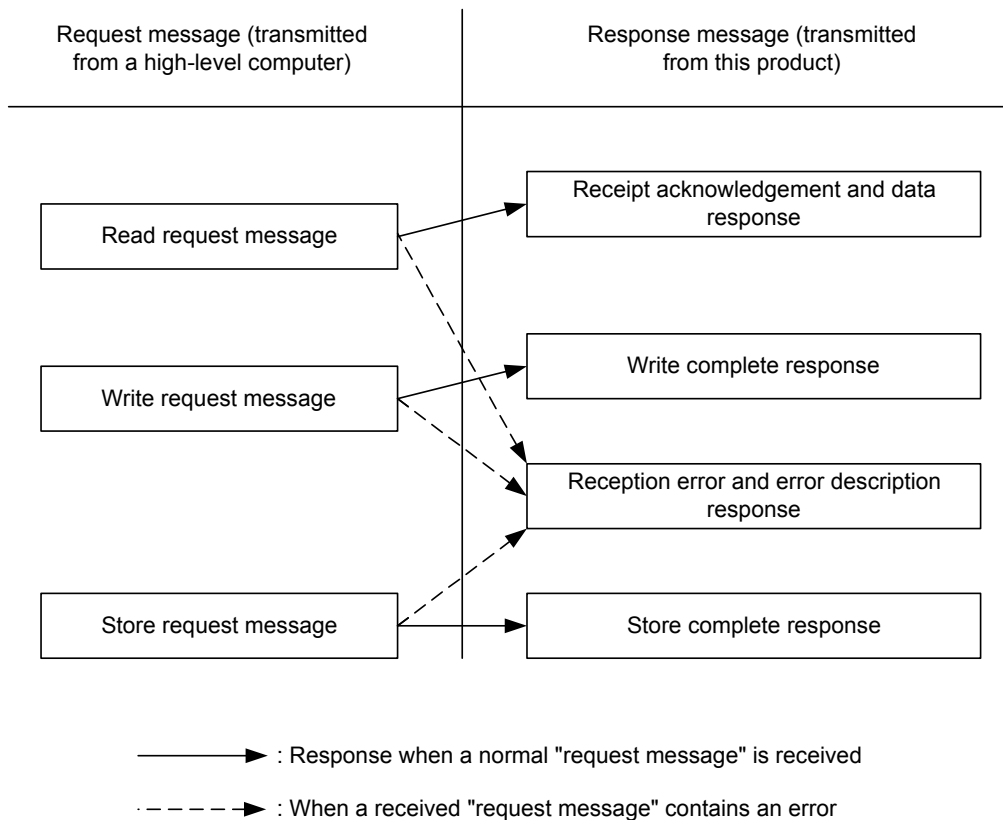 Request message (transmitted
from a high-level computer)
Response message (transmitted
from this product)
Receipt acknowledgement and data
response
Read request message
Write complete response
Write request message
Reception error and error description
response
Store request message
Store complete response
: Response when a normal "request message" is received
: When a received "request message" contains an error